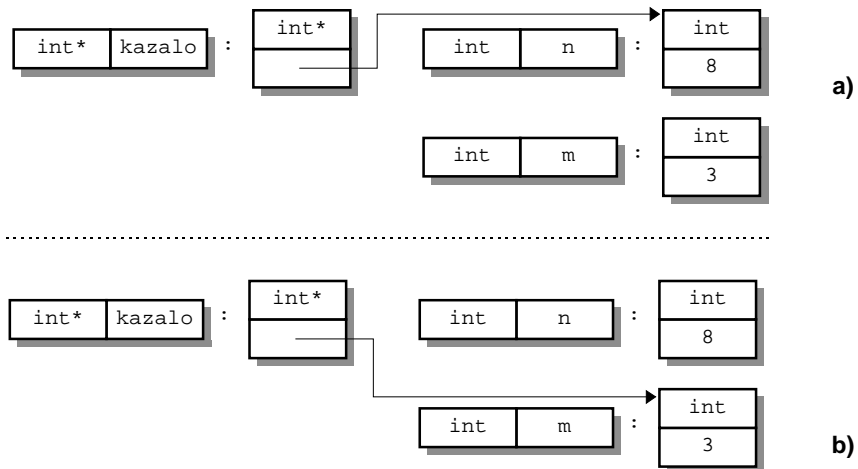 int* kazalo : int* int n : int
8
a)
int m : int
3
int* kazalo : int* int n : int
8
int m : int
3
b)